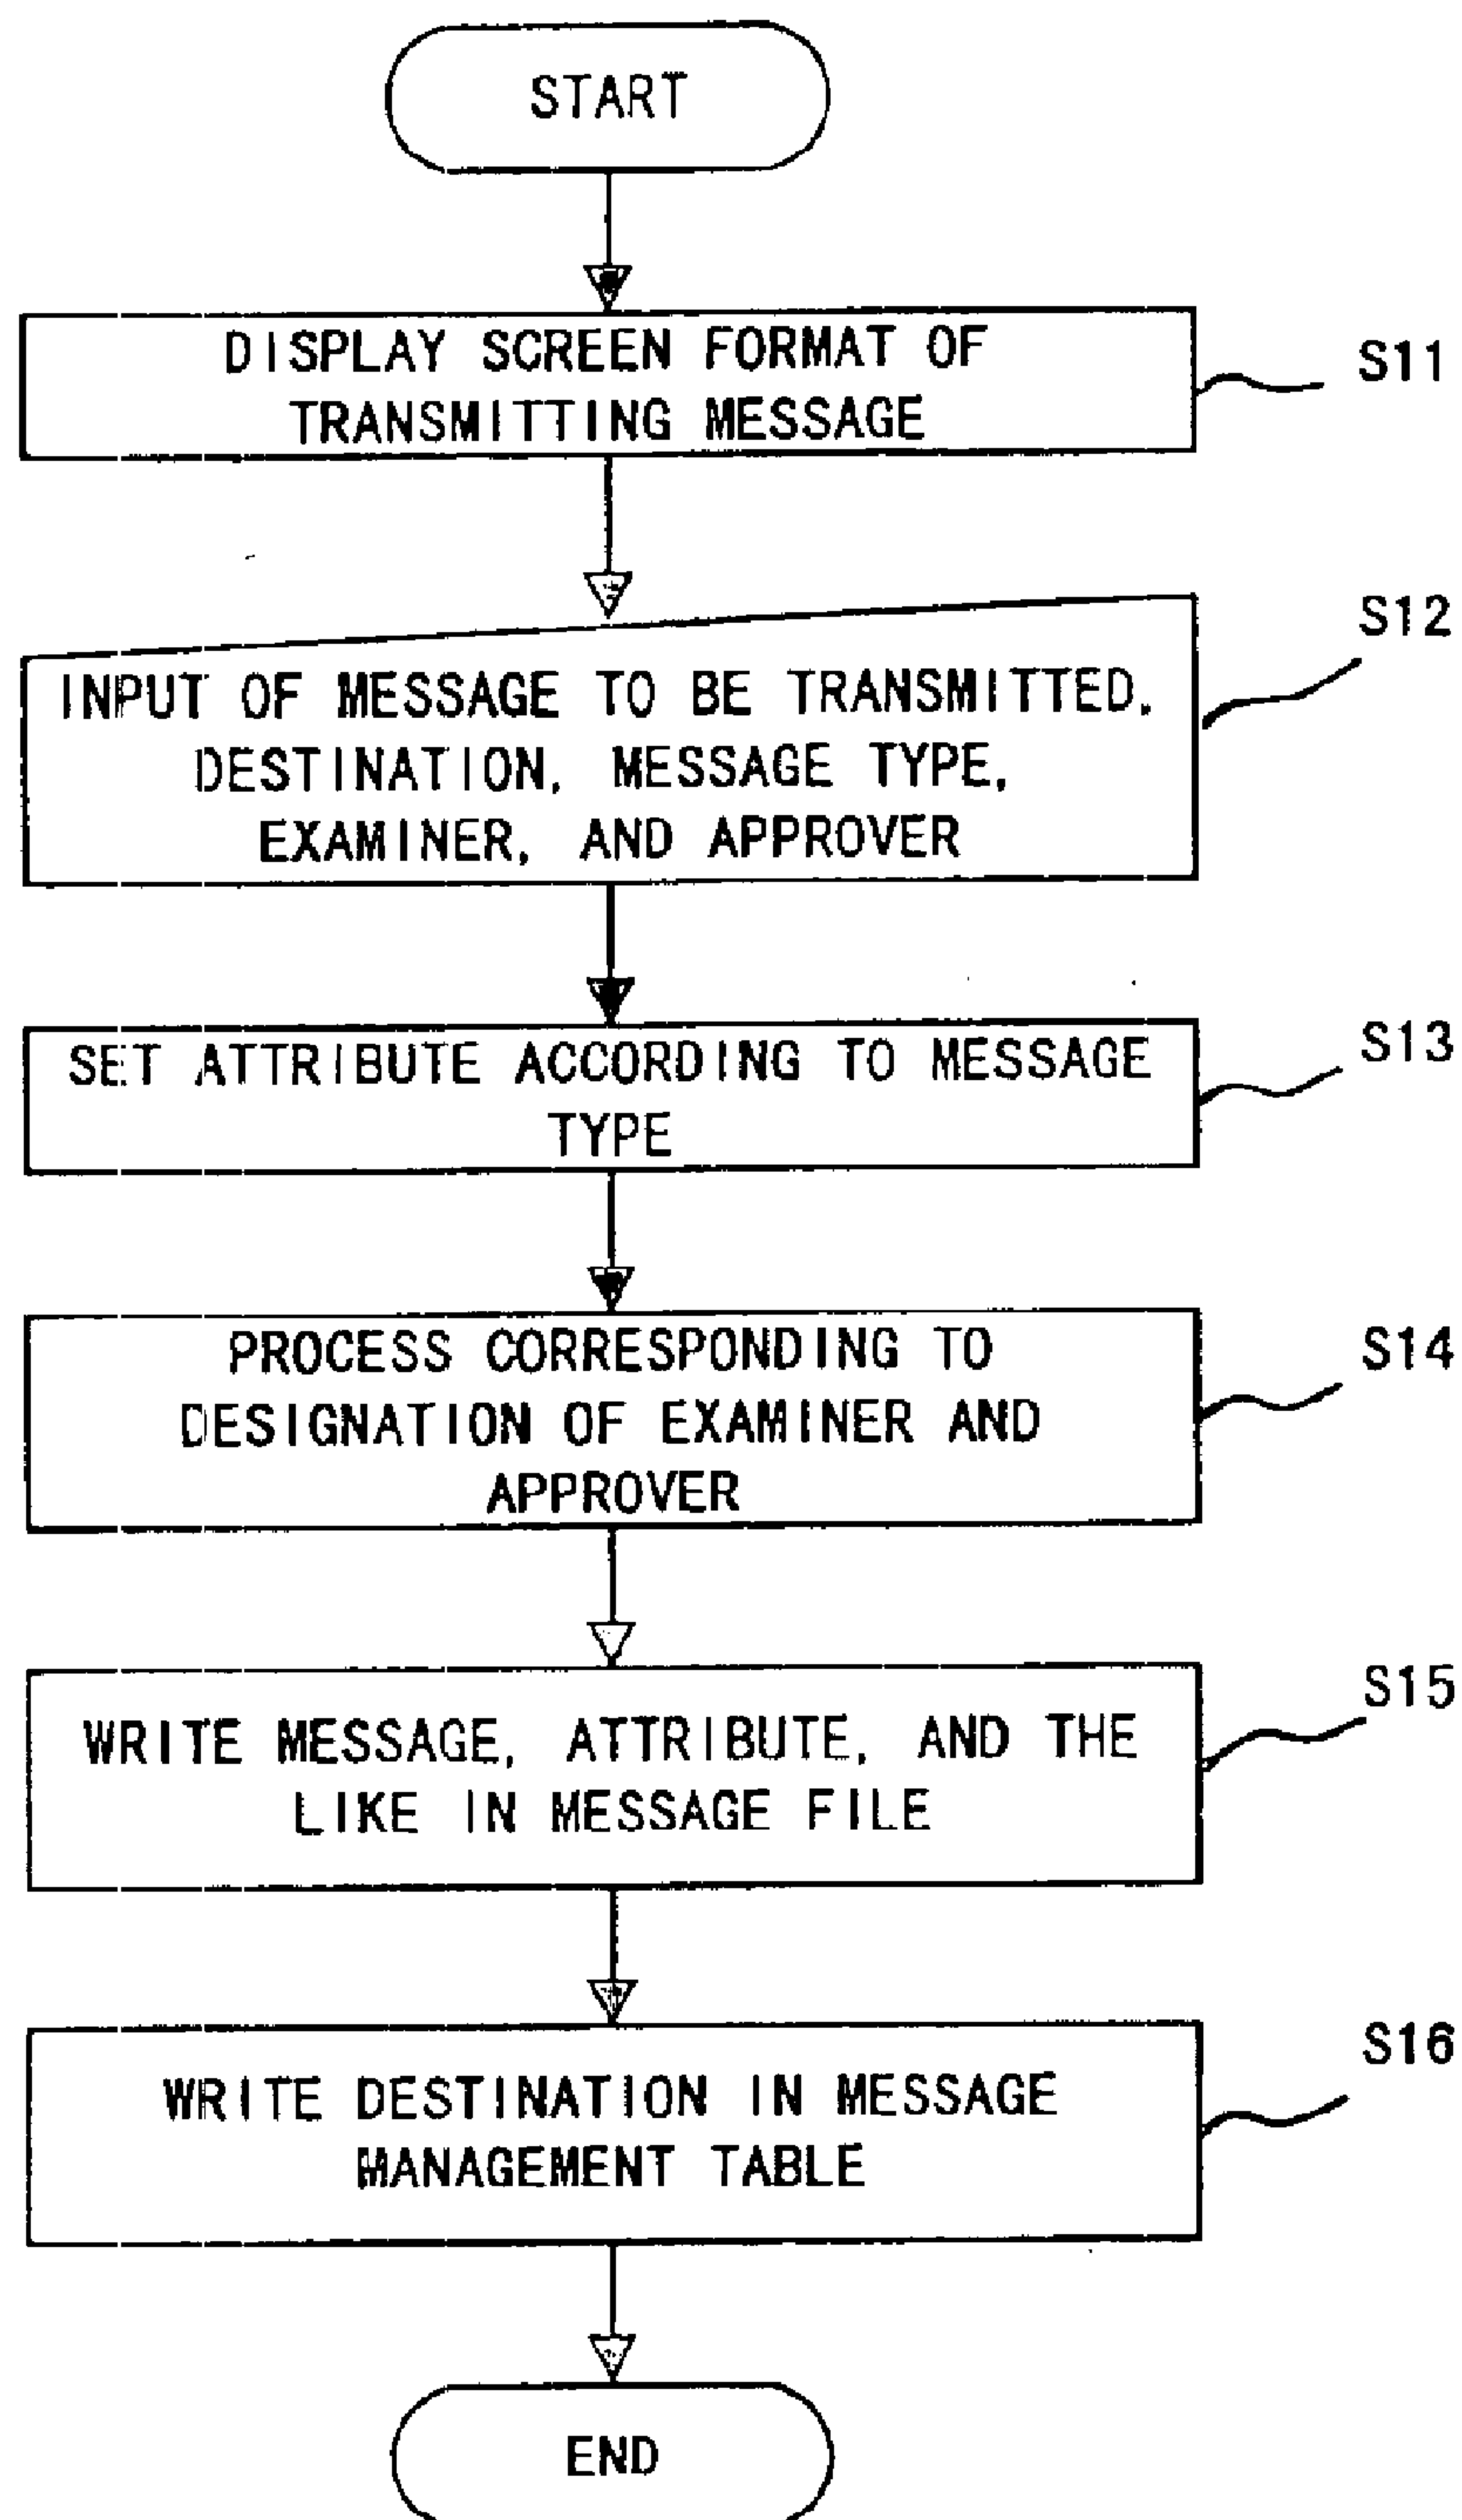 START
DISPLAY SCREEN FORMAT OF
TRANSMITTING MESSAGE
S11
S12
INPUT OF MESSAGE TO BE TRANSMITTED,
DESTINATION, MESSAGE TYPE,
EXAMINER, AND APPROVER
S13
SET ATTRIBUTE ACCORDING TO MESSAGE
TYPE
S14
PROCESS CORRESPONDING TO
DESIGNATION OF EXAMINER AND
APPROVER
S15
WRITE MESSAGE, ATTRIBUTE, AND THE
LIKE IN MESSAGE FILE
S16
WRITE DESTINATION IN MESSAGE
MANAGEMENT TABLE
END